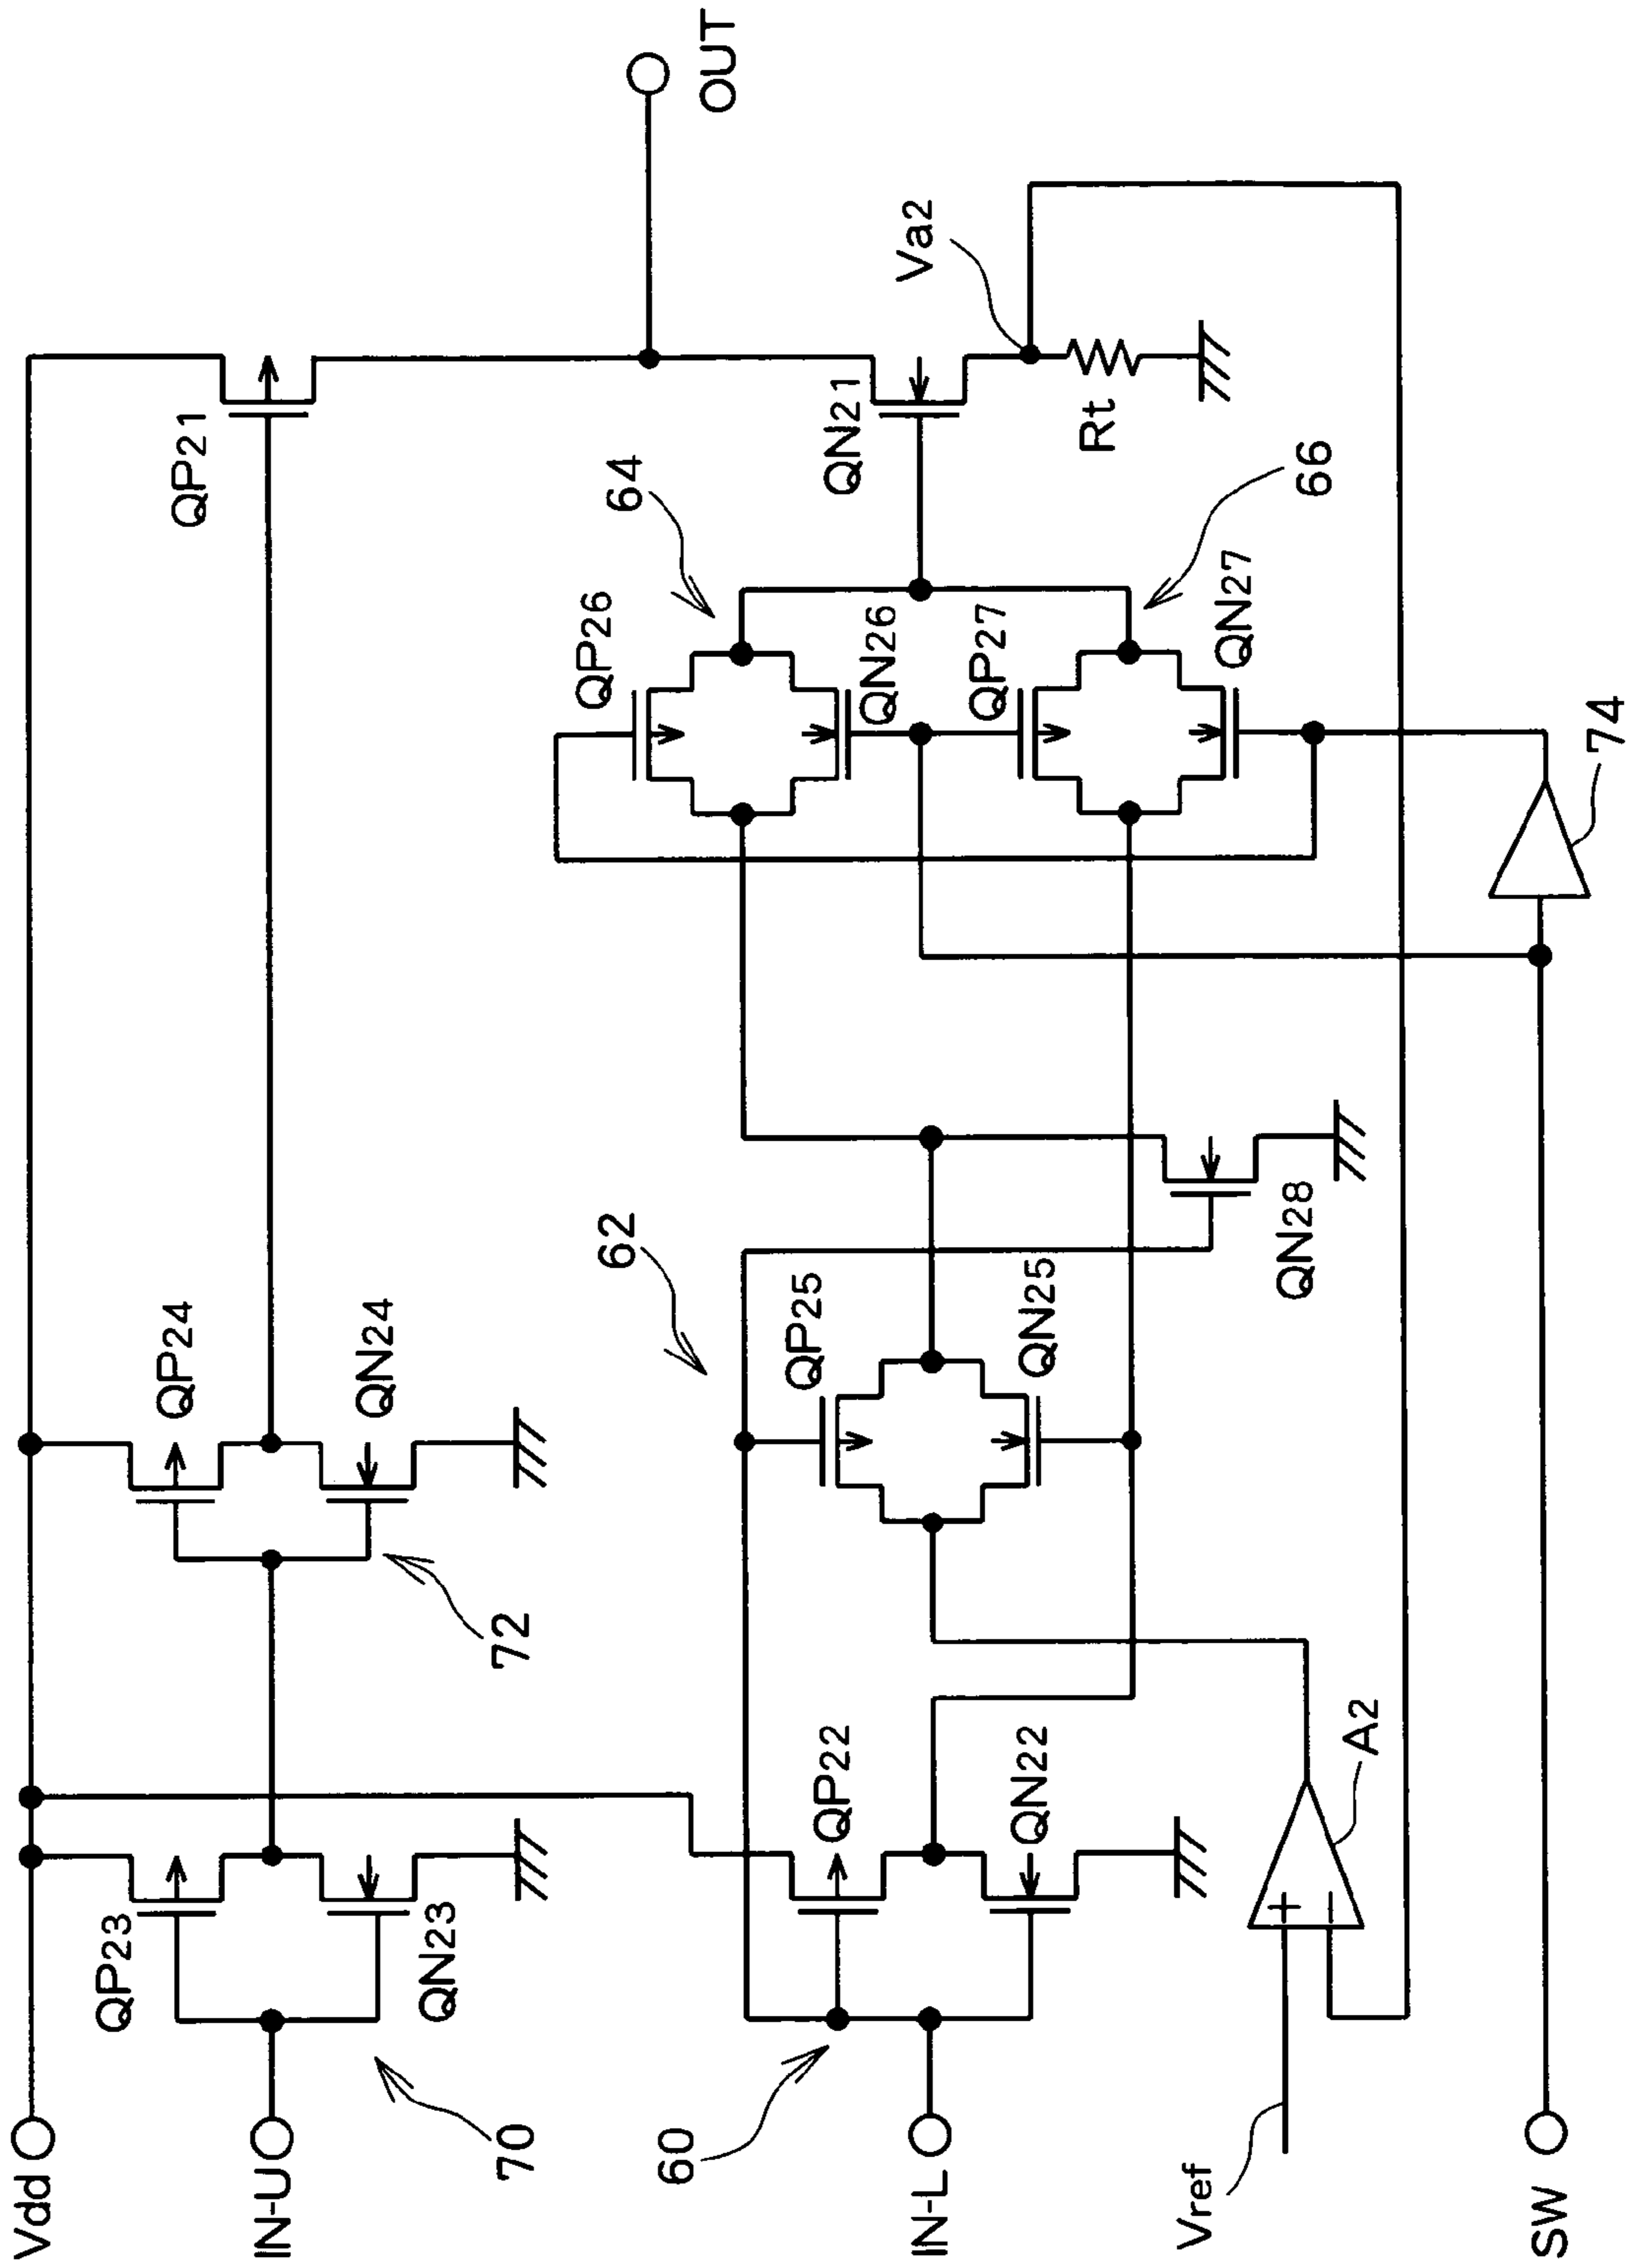 Vdd
IN-U
IN-L
Vref
SW
70
60
QP23
QN23
QP22
QN22
A2
72
QP24
QN24
62
QP25
QN25
QN28
74
64
QP26
QN26
QP27
QN27
66
QP21
QN21
Rt
Va2
OUT
+
−